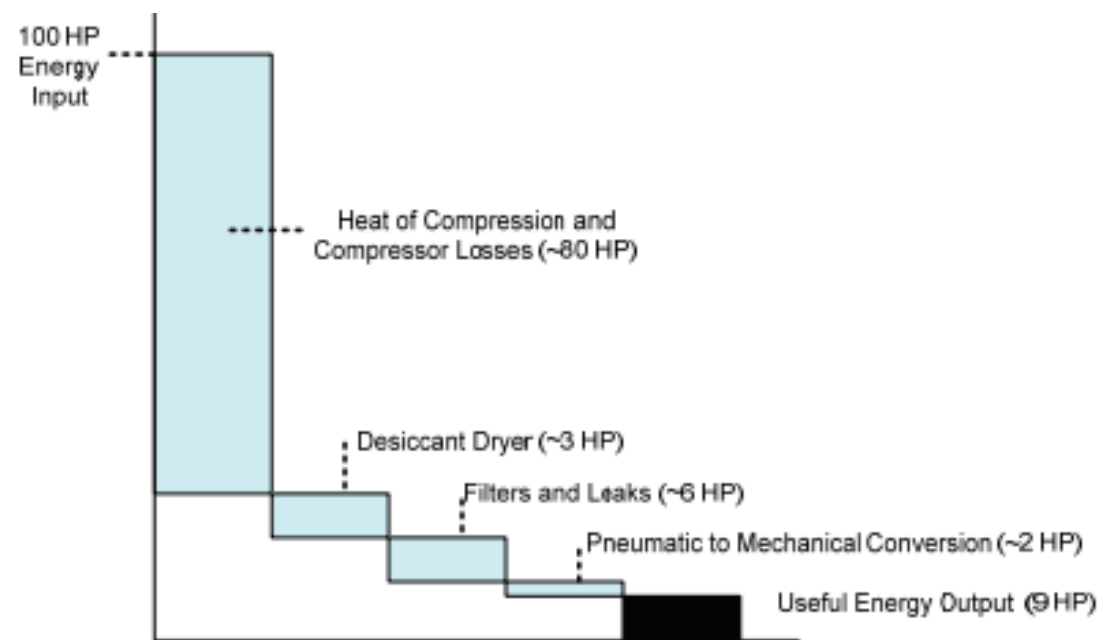 100 HP
Energy
Input
Heat of Compression and
Compressor Losses (~80 HP)
Desiccant Dryer (~3 HP)
Filters and Leaks (~6 HP)
Pneumatic to Mechanical Conversion (~2 HP)
Useful Energy Output (9 HP)